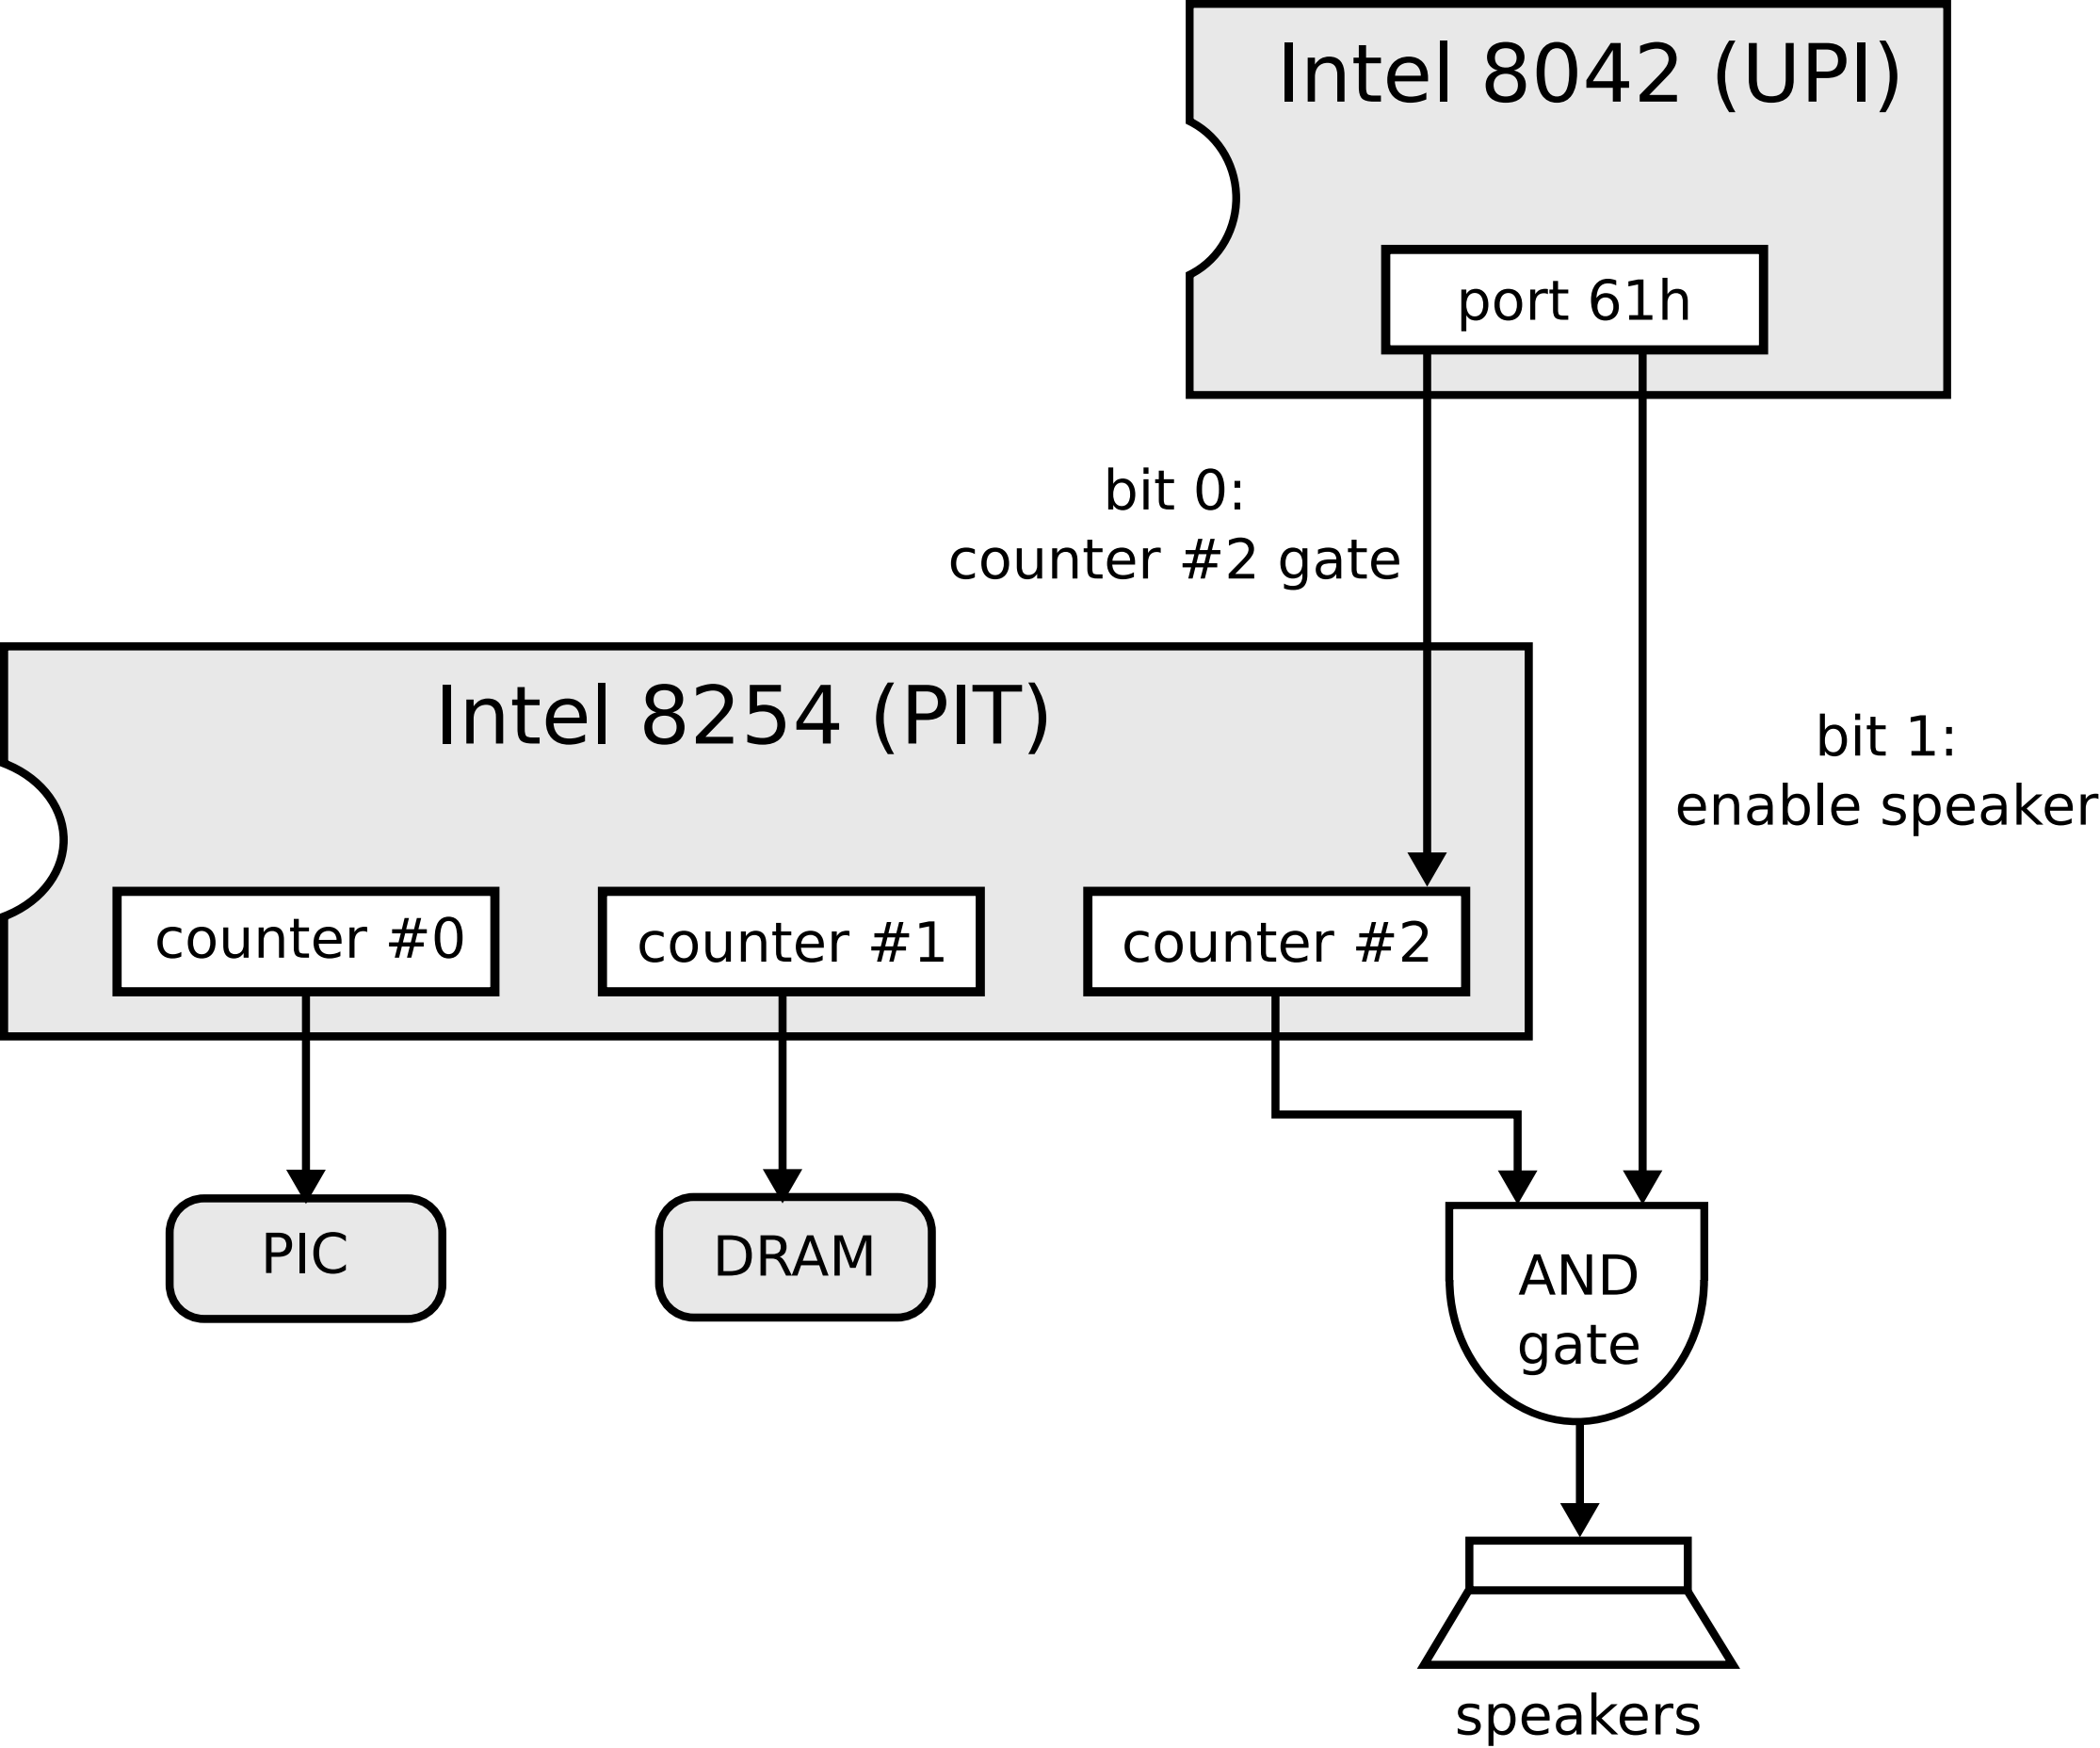 Intel 8042 (UPI)
port 61h
bit 0:
counter #2 gate
Intel 8254 (PIT)
bit 1:
enable speaker
counter #0
counter #1
counter #2
PIC
DRAM
AND
gate
speakers